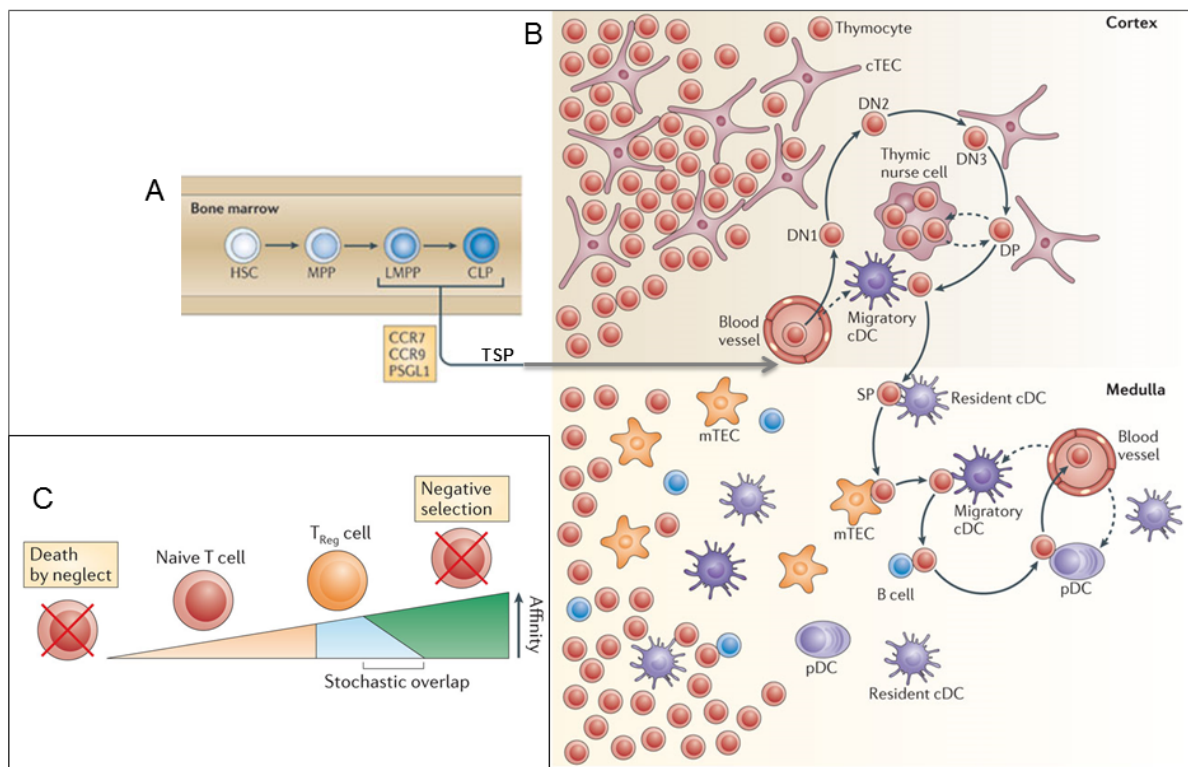 A
Bone marrow
HSC
MPP
LMPP
CLP
CCR7
CCR9
PSGL1
TSP
B
Cortex
Thymocyte
cTEC
DN2
DN3
Thymic
nurse cell
DN1
DP
Migratory
cDC
Blood
vessel
Medulla
SP
Resident cDC
mTEC
Blood
vessel
mTEC
Migratory
cDC
B cell
pDC
pDC
Resident cDC
C
Death
by neglect
Naive T cell
TReg cell
Negative
selection
Affinity
Stochastic overlap